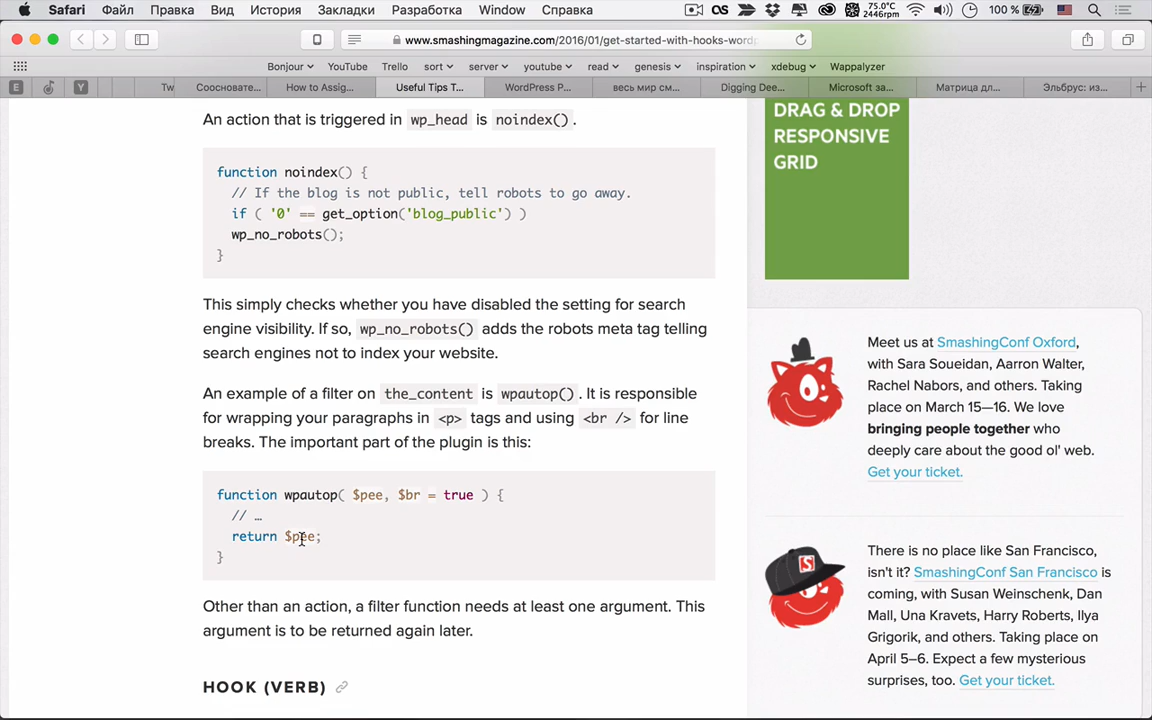 Safari Файл Правка Вид История Закладки Разработка Window Справка 75.0°C 2446rpm 100 %
www.smashingmagazine.com/2016/01/get-started-with-hooks-wordp
Bonjour YouTube Trello sort server youtube read genesis inspiration xdebug Wappalyzer
E Y Tw Сосновате... How to Assig... Useful Tips T... WordPress P... весь мир см... Digging Dee... Microsoft за... Матрица дл... Эльбрус: из...
An action that is triggered in wp_head is noindex() .
function noindex() {
// If the blog is not public, tell robots to go away.
if ( '0' == get_option('blog_public') )
wp_no_robots();
}
This simply checks whether you have disabled the setting for search
engine visibility. If so, wp_no_robots() adds the robots meta tag telling
search engines not to index your website.
An example of a filter on the_content is wpautop() . It is responsible
for wrapping your paragraphs in <p> tags and using <br /> for line
breaks. The important part of the plugin is this:
function wpautop( $pee, $br = true ) {
// …
return $pee;
}
Other than an action, a filter function needs at least one argument. This
argument is to be returned again later.
HOOK (VERB)
DRAG & DROP
RESPONSIVE
GRID
Meet us at SmashingConf Oxford,
with Sara Soueidan, Aarron Walter,
Rachel Nabors, and others. Taking
place on March 15—16. We love
bringing people together who
deeply care about the good ol' web.
Get your ticket.
There is no place like San Francisco,
isn't it? SmashingConf San Francisco is
coming, with Susan Weinschenk, Dan
Mall, Una Kravets, Harry Roberts, Ilya
Grigorik, and others. Taking place on
April 5–6. Expect a few mysterious
surprises, too. Get your ticket.